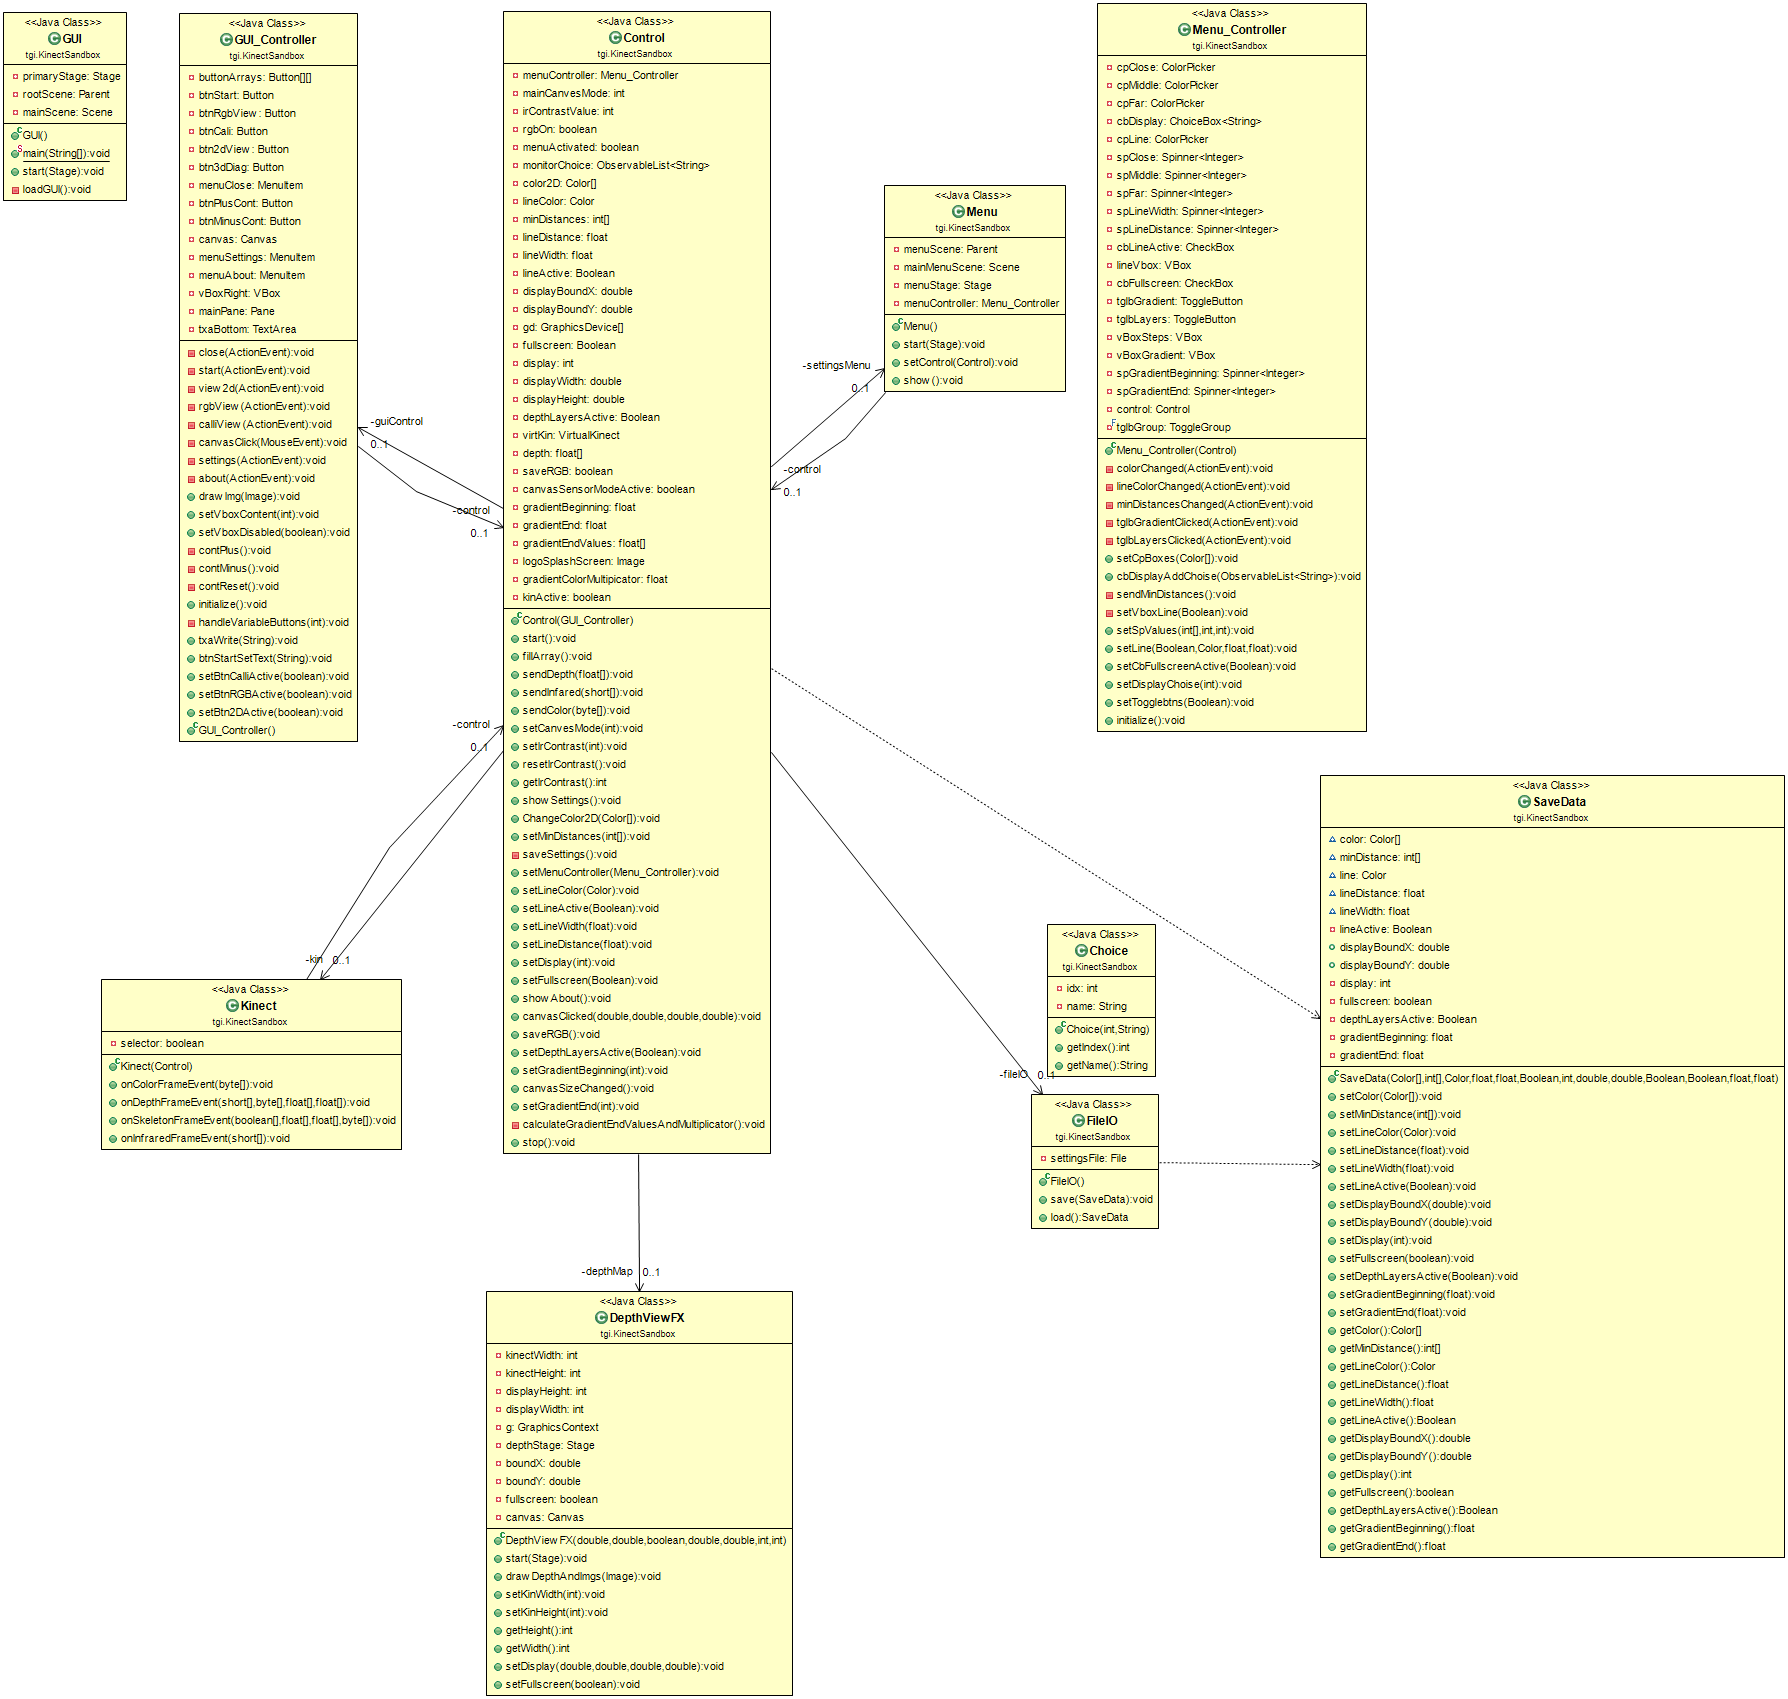 <<Java Class>>
GUI
tgi.KinectSandbox
primaryStage: Stage
rootScene: Parent
mainScene: Scene
GUI()
main(String[]):void
start(Stage):void
loadGUI():void
<<Java Class>>
GUI_Controller
tgi.KinectSandbox
buttonArrays: Button[][]
btnStart: Button
btnRgbView: Button
btnCali: Button
btn2dView: Button
btn3dDiag: Button
menuClose: MenuItem
btnPlusCont: Button
btnMinusCont: Button
canvas: Canvas
menuSettings: MenuItem
menuAbout: MenuItem
vBoxRight: VBox
mainPane: Pane
txaBottom: TextArea
close(ActionEvent):void
start(ActionEvent):void
view2d(ActionEvent):void
rgbView(ActionEvent):void
calliView(ActionEvent):void
canvasClick(MouseEvent):void
settings(ActionEvent):void
about(ActionEvent):void
drawImg(Image):void
setVboxContent(int):void
setVboxDisabled(boolean):void
contPlus():void
contMinus():void
contReset():void
initialize():void
handleVariableButtons(int):void
txaWrite(String):void
btnStartSetText(String):void
setBtnCalliActive(boolean):void
setBtnRGBActive(boolean):void
setBtn2DActive(boolean):void
GUI_Controller()
<<Java Class>>
Control
tgi.KinectSandbox
menuController: Menu_Controller
mainCanvesMode: int
irContrastValue: int
rgbOn: boolean
menuActivated: boolean
monitorChoice: ObservableList<String>
color2D: Color[]
lineColor: Color
minDistances: int[]
lineDistance: float
lineWidth: float
lineActive: Boolean
displayBoundX: double
displayBoundY: double
gd: GraphicsDevice[]
fullscreen: Boolean
display: int
displayWidth: double
displayHeight: double
depthLayersActive: Boolean
virtKin: VirtualKinect
depth: float[]
saveRGB: boolean
canvasSensorModeActive: boolean
gradientBeginning: float
gradientEnd: float
gradientEndValues: float[]
logoSplashScreen: Image
gradientColorMultipicator: float
kinActive: boolean
Control(GUI_Controller)
start():void
fillArray():void
sendDepth(float[]):void
sendInfared(short[]):void
sendColor(byte[]):void
setCanvesMode(int):void
setIrContrast(int):void
resetIrContrast():void
getIrContrast():int
showSettings():void
ChangeColor2D(Color[]):void
setMinDistances(int[]):void
saveSettings():void
setMenuController(Menu_Controller):void
setLineColor(Color):void
setLineActive(Boolean):void
setLineWidth(float):void
setLineDistance(float):void
setDisplay(int):void
setFullscreen(Boolean):void
showAbout():void
canvasClicked(double,double,double,double):void
saveRGB():void
setDepthLayersActive(Boolean):void
setGradientBeginning(int):void
canvasSizeChanged():void
setGradientEnd(int):void
calculateGradientEndValuesAndMultiplicator():void
stop():void
<<Java Class>>
Menu
tgi.KinectSandbox
menuScene: Parent
mainMenuScene: Scene
menuStage: Stage
menuController: Menu_Controller
Menu()
start(Stage):void
setControl(Control):void
show():void
<<Java Class>>
Menu_Controller
tgi.KinectSandbox
cpClose: ColorPicker
cpMiddle: ColorPicker
cpFar: ColorPicker
cbDisplay: ChoiceBox<String>
cpLine: ColorPicker
spClose: Spinner<Integer>
spMiddle: Spinner<Integer>
spFar: Spinner<Integer>
spLineWidth: Spinner<Integer>
spLineDistance: Spinner<Integer>
cbLineActive: CheckBox
lineVbox: VBox
cbFullscreen: CheckBox
tglbGradient: ToggleButton
tglbLayers: ToggleButton
vBoxSteps: VBox
vBoxGradient: VBox
spGradientBeginning: Spinner<Integer>
spGradientEnd: Spinner<Integer>
control: Control
tglbGroup: ToggleGroup
Menu_Controller(Control)
colorChanged(ActionEvent):void
lineColorChanged(ActionEvent):void
minDistancesChanged(ActionEvent):void
tglbGradientClicked(ActionEvent):void
tglbLayersClicked(ActionEvent):void
setCpBoxes(Color[]):void
cbDisplayAddChoise(ObservableList<String>):void
sendMinDistances():void
setVboxLine(Boolean):void
setSpValues(int[],int,int):void
setLine(Boolean,Color,float,float):void
setCbFullscreenActive(Boolean):void
setDisplayChoise(int):void
setTogglebtns(Boolean):void
initialize():void
-settingsMenu
0..1
-control
0..1
-guiControl
0..1
-control
0..1
-control
0..1
-kin
0..1
-fileIO
0..1
-depthMap
0..1
<<Java Class>>
Kinect
tgi.KinectSandbox
selector: boolean
Kinect(Control)
onColorFrameEvent(byte[]):void
onDepthFrameEvent(short[],byte[],float[],float[]):void
onSkeletonFrameEvent(boolean[],float[],float[],byte[]):void
onInfraredFrameEvent(short[]):void
<<Java Class>>
Choice
tgi.KinectSandbox
idx: int
name: String
Choice(int,String)
getIndex():int
getName():String
<<Java Class>>
FileIO
tgi.KinectSandbox
settingsFile: File
FileIO()
save(SaveData):void
load():SaveData
<<Java Class>>
SaveData
tgi.KinectSandbox
color: Color[]
minDistance: int[]
line: Color
lineDistance: float
lineWidth: float
lineActive: Boolean
displayBoundX: double
displayBoundY: double
display: int
fullscreen: boolean
depthLayersActive: Boolean
gradientBeginning: float
gradientEnd: float
SaveData(Color[],int[],Color,float,float,Boolean,int,double,double,Boolean,Boolean,float,float)
setColor(Color[]):void
setMinDistance(int[]):void
setLineColor(Color):void
setLineDistance(float):void
setLineWidth(float):void
setLineActive(Boolean):void
setDisplayBoundX(double):void
setDisplayBoundY(double):void
setDisplay(int):void
setFullscreen(boolean):void
setDepthLayersActive(Boolean):void
setGradientBeginning(float):void
setGradientEnd(float):void
getColor():Color[]
getMinDistance():int[]
getLineColor():Color
getLineDistance():float
getLineWidth():float
getLineActive():Boolean
getDisplayBoundX():double
getDisplayBoundY():double
getDisplay():int
getFullscreen():boolean
getDepthLayersActive():Boolean
getGradientBeginning():float
getGradientEnd():float
<<Java Class>>
DepthViewFX
tgi.KinectSandbox
kinectWidth: int
kinectHeight: int
displayHeight: int
displayWidth: int
g: GraphicsContext
depthStage: Stage
boundX: double
boundY: double
fullscreen: boolean
canvas: Canvas
DepthViewFX(double,double,boolean,double,double,int,int)
start(Stage):void
drawDepthAndImgs(Image):void
setKinWidth(int):void
setKinHeight(int):void
getHeight():int
getWidth():int
setDisplay(double,double,double,double):void
setFullscreen(boolean):void